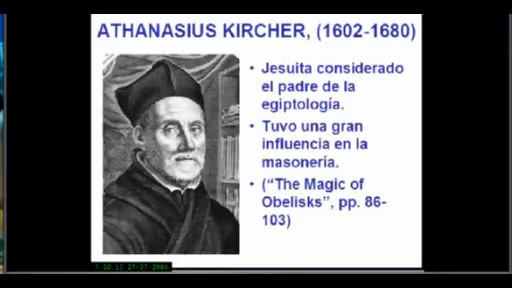 ATHANASIUS KIRCHER, (1602-1680)
• Jesuita considerado
el padre de la
egiptología.
• Tuvo una gran
influencia en la
masonería.
• (“The Magic of
Obelisks”, pp. 86-
103)